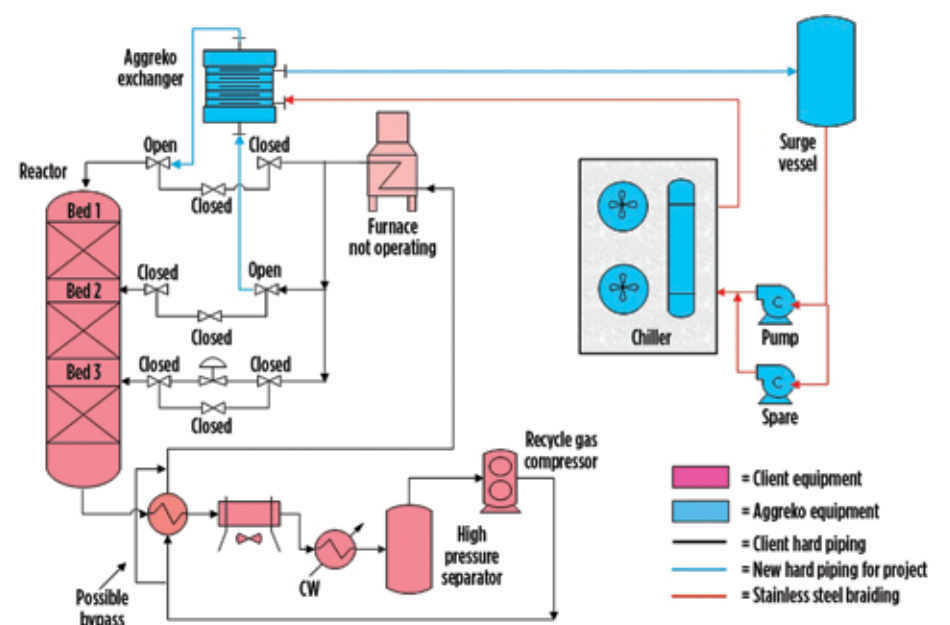 Aggreko
exchanger
Open
Closed
Closed
Reactor
Bed 1
Furnace
not operating
Surge
vessel
Closed
Open
Bed 2
Closed
Chiller
Pump
Bed 3
Closed
Closed
Closed
Spare
Recycle gas
compressor
High
pressure
separator
CW
Possible
bypass
= Client equipment
= Aggreko equipment
= Client hard piping
= New hard piping for project
= Stainless steel braiding
C
C